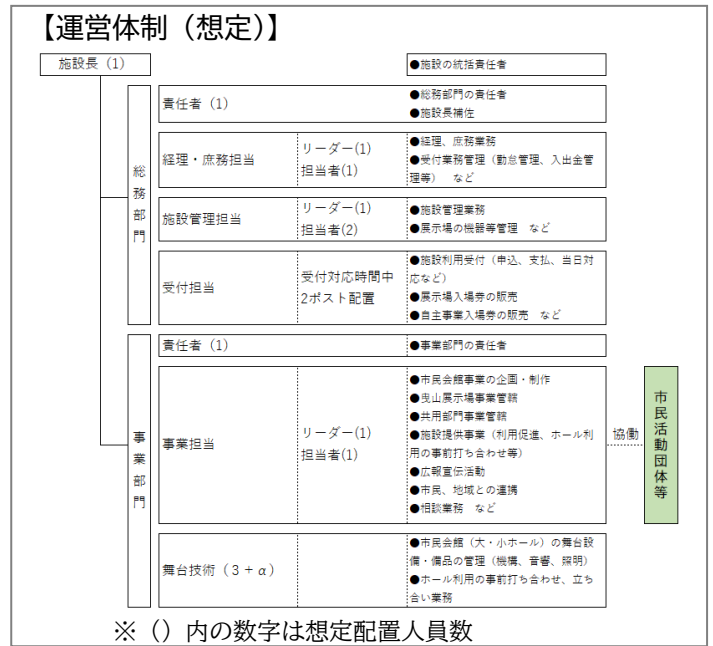 【運営体制（想定）】
施設長（1）
●施設の統括責任者
総務部門
責任者（1）
●総務部門の責任者
●施設長補佐
経理・庶務担当
リーダー(1)
担当者(1)
●経理、庶務業務
●受付業務管理（勤怠管理、入出金管
理等）　など
施設管理担当
リーダー(1)
担当者(2)
●施設管理業務
●展示場の機器等管理　など
受付担当
受付対応時間中
2ポスト配置
●施設利用受付（申込、支払、当日対
応など）
●展示場入場券の販売
●自主事業入場券の販売　など
事業部門
責任者（1）
●事業部門の責任者
事業担当
リーダー(1)
担当者(1)
●市民会館事業の企画・制作
●曳山展示場事業管轄
●共用部門事業管轄
●施設提供事業（利用促進、ホール利
用の事前打ち合わせ等）
●広報宣伝活動
●市民、地域との連携
●相談業務　など
協働
市民活動団体等
舞台技術（3＋α）
●市民会館（大・小ホール）の舞台設
備・備品の管理（機構、音響、照明）
●ホール利用の事前打ち合わせ、立ち
合い業務
※（）内の数字は想定配置人員数